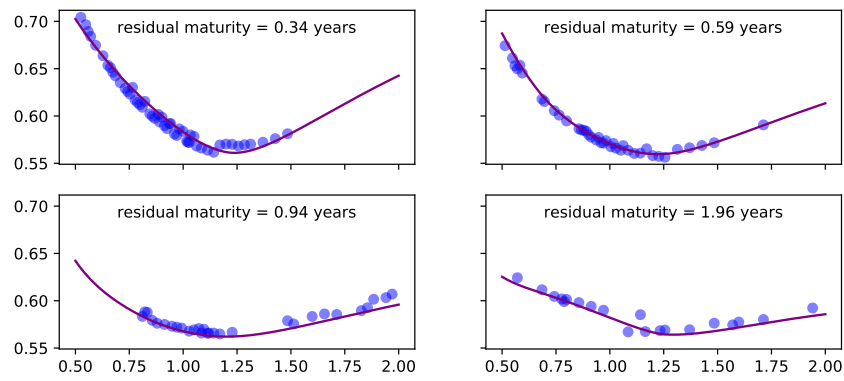 residual maturity = 0.34 years
residual maturity = 0.59 years
0.70
0.65
0.60
0.55
residual maturity = 0.94 years
residual maturity = 1.96 years
0.70
0.65
0.60
0.55
0.50 0.75 1.00 1.25 1.50 1.75 2.00
0.50 0.75 1.00 1.25 1.50 1.75 2.00